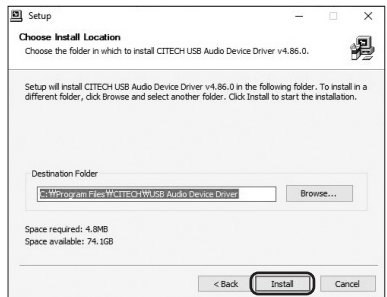 Setup
Choose Install Location
Choose the folder in which to install CITECH USB Audio Device Driver v4.86.0.
Setup will install CITECH USB Audio Device Driver v4.86.0 in the following folder. To install in a
different folder, click Browse and select another folder. Click Install to start the installation.
Destination Folder
C:₩Program Files₩CITECH₩USB Audio Device Driver
Browse...
Space required: 4.8MB
Space available: 74.1GB
< Back
Install
Cancel